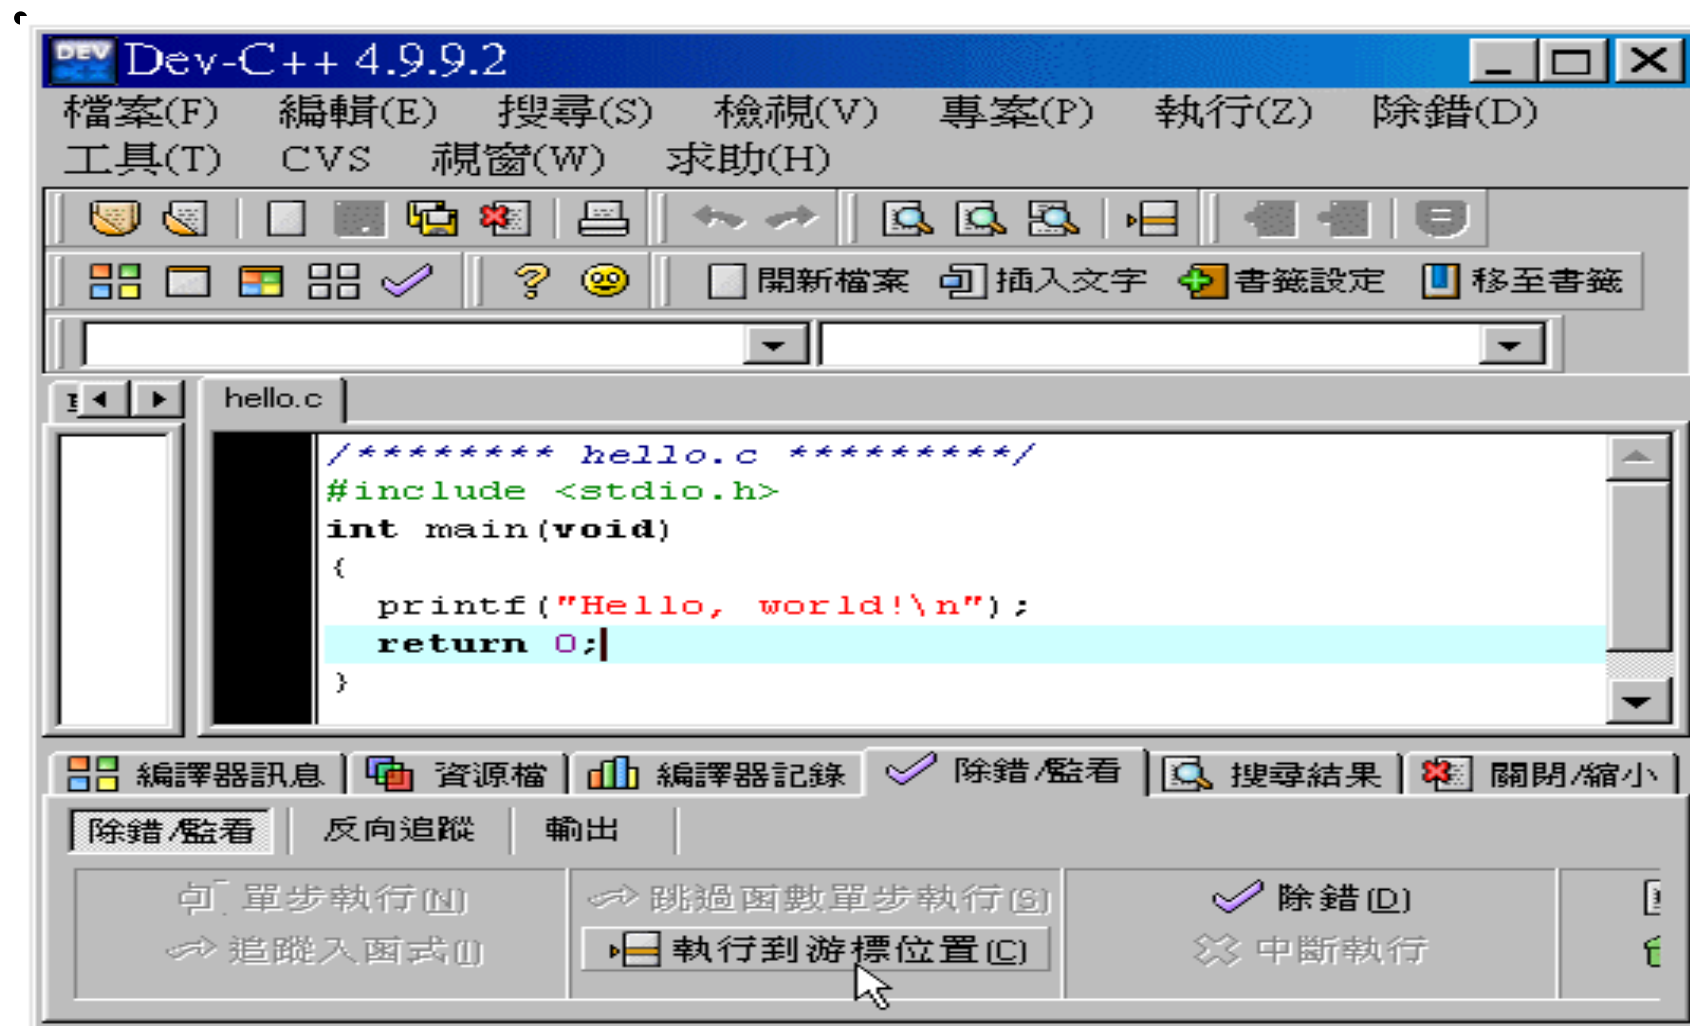 DEV Dev-C++ 4.9.9.2
檔案(F) 編輯(E) 搜尋(S) 檢視(V) 專案(P) 執行(Z) 除錯(D)
工具(T) CVS 視窗(W) 求助(H)
開新檔案 插入文字 書籤設定 移至書籤
hello.c
/******** hello.c *********/
#include <stdio.h>
int main(void)
{
printf("Hello, world!\n");
return 0;
}
編譯器訊息 資源檔 編譯器記錄 除錯/監看 搜尋結果 關閉/縮小
除錯/監看 反向追蹤 輸出
單步執行(N) 跳過函數單步執行(S) 除錯(D)
追蹤入函式(I) 執行到游標位置(C) 中斷執行